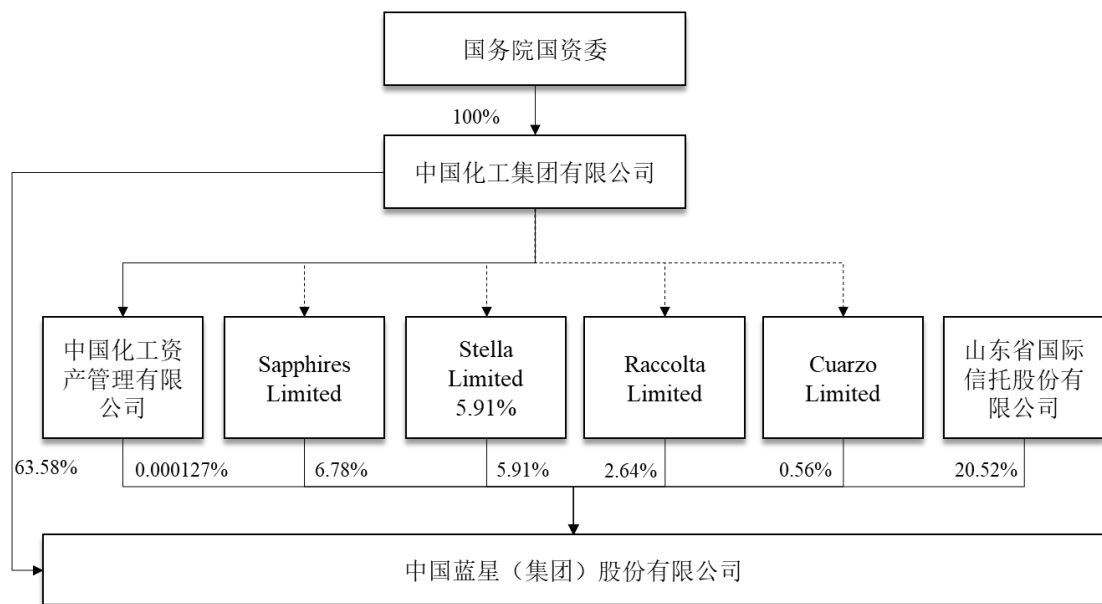 国务院国资委
100%
中国化工集团有限公司
中国化工资
产管理有限
公司
Sapphires
Limited
Stella
Limited
5.91%
Raccolta
Limited
Cuarzo
Limited
山东省国际
信托股份有
限公司
63.58%
0.000127%
6.78%
5.91%
2.64%
0.56%
20.52%
中国蓝星（集团）股份有限公司